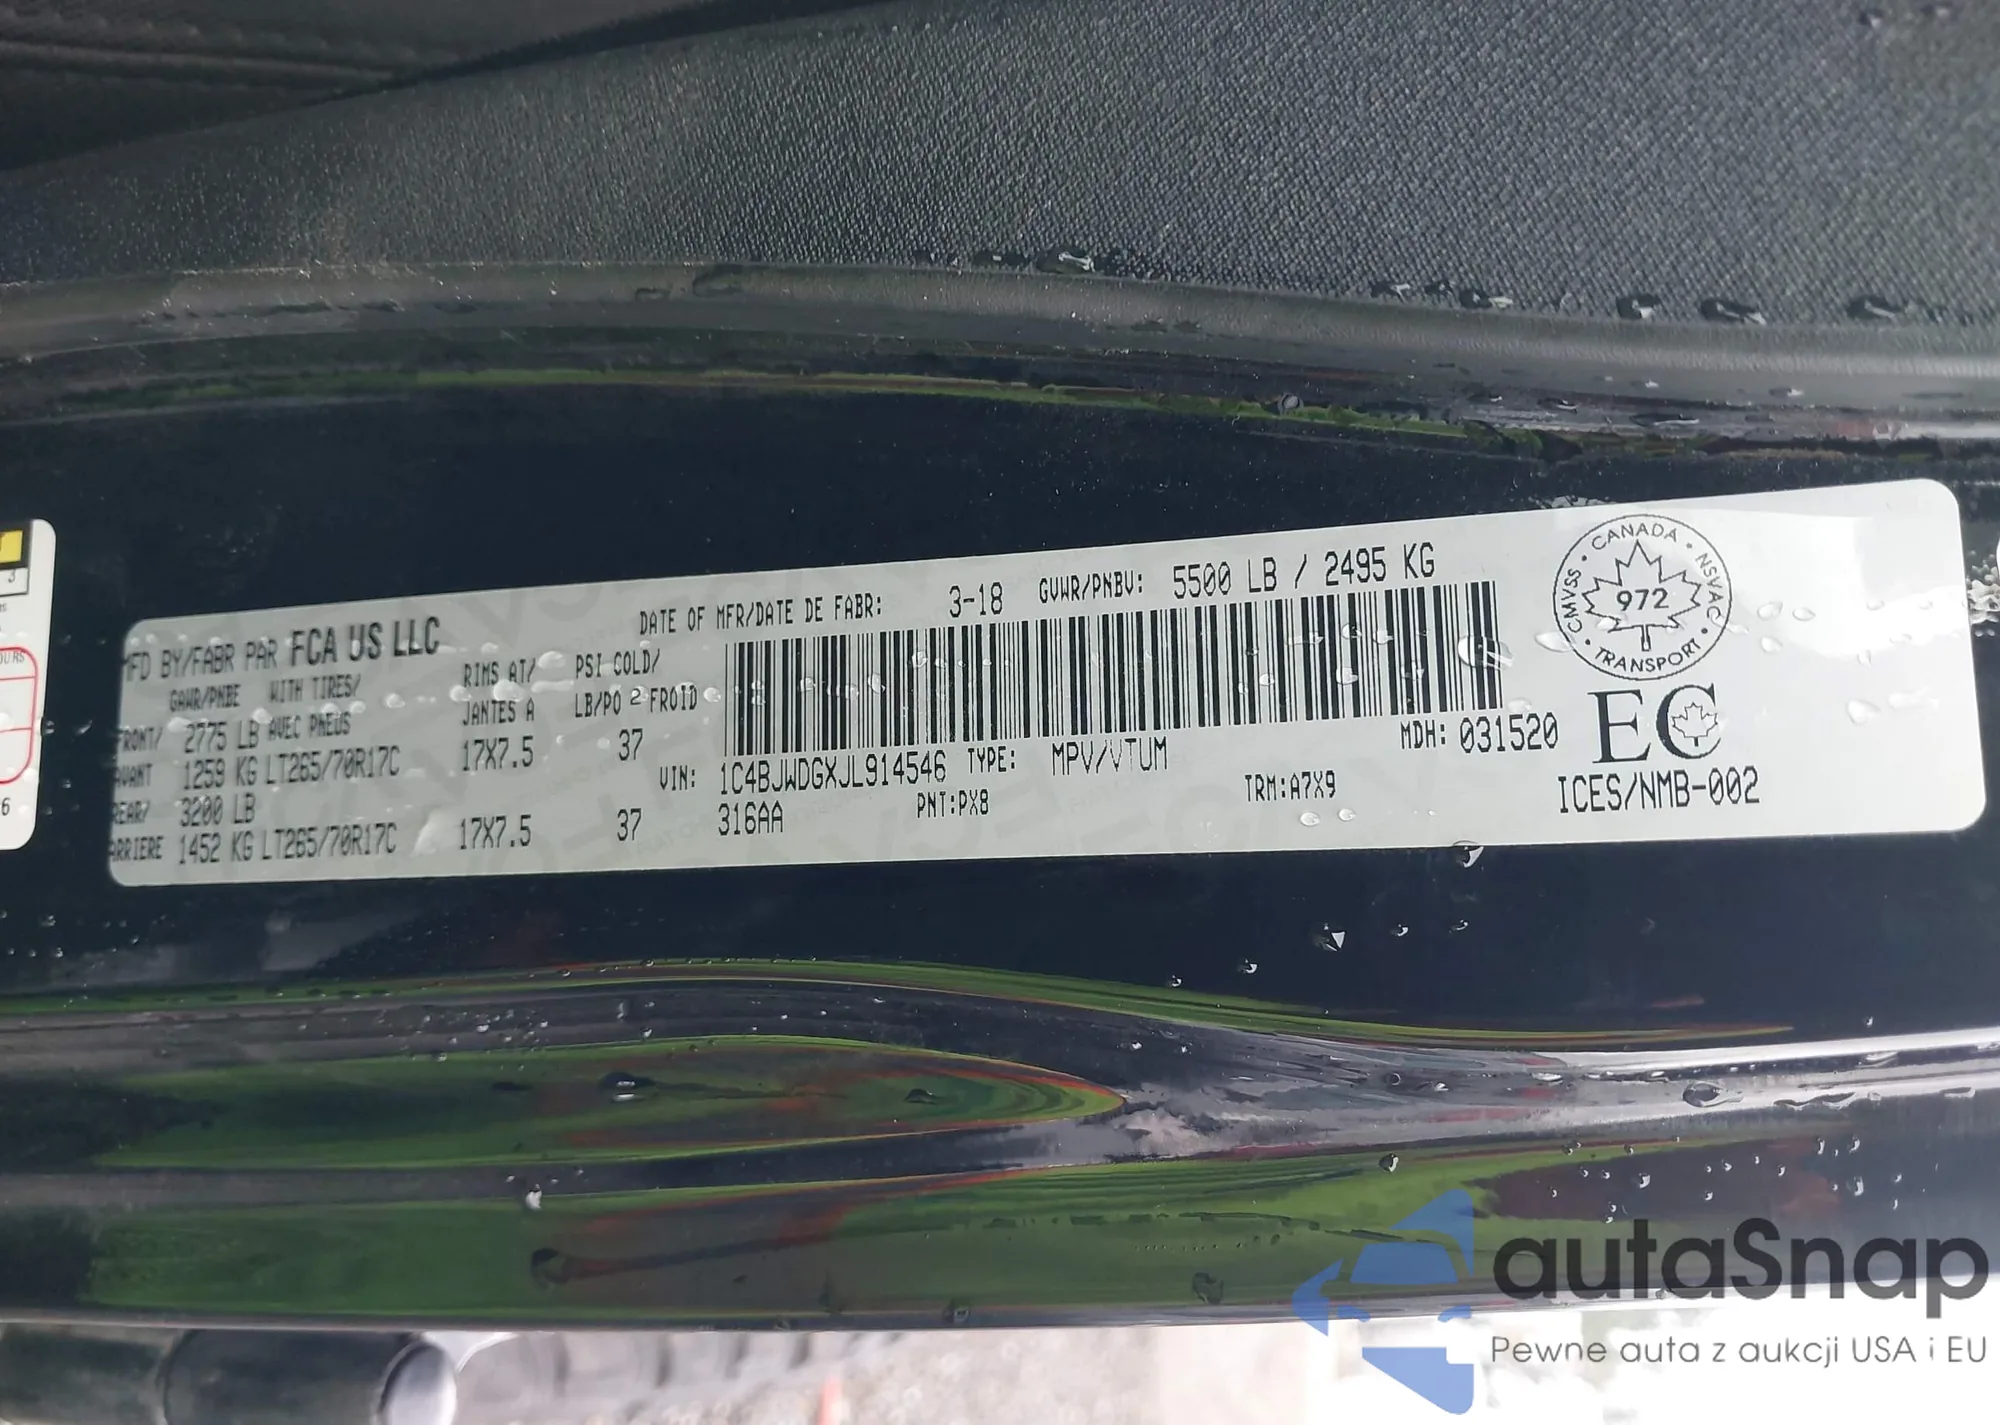 MFD BY/FABR PAR FCA US LLC
DATE OF MFR/DATE DE FABR: 3-18 GVWR/PNBV: 5500 LB / 2495 KG
GAWR/PNBE WITH TIRES/ AVEC PNEUS RIMS AT/ JANTES A PSI COLD/ LB/PO 2 FROID
FRONT/ AVANT 2775 LB 1259 KG LT265/70R17C 17X7.5 37
REAR/ ARRIERE 3200 LB 1452 KG LT265/70R17C 17X7.5 37
VIN: 1C4BJWDGXJL914546 TYPE: MPV/VTUM MDH: 031520
316AA PNT:PX8 TRM:A7X9
CANADA · NSVAC · TRANSPORT · CMVSS ·
972
EC
ICES/NMB-002
3
6
autaSnap
Pewne auta z aukcji USA i EU